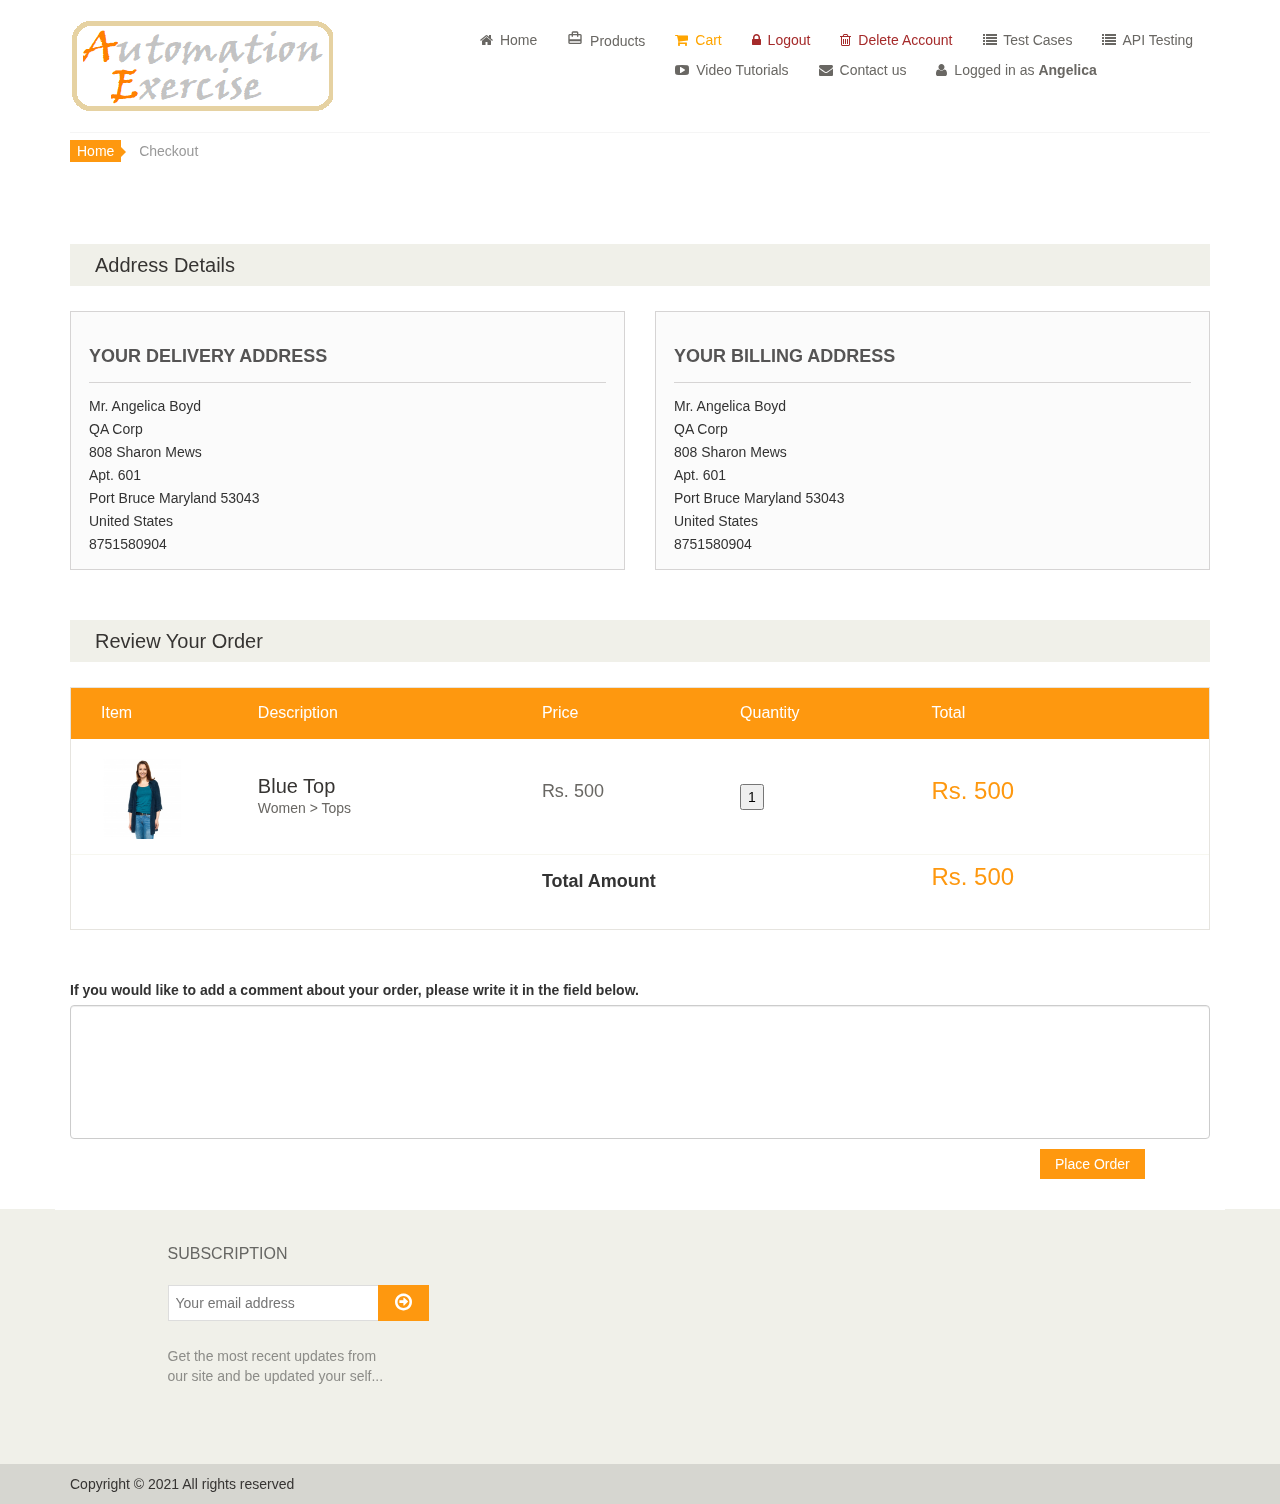 Automation
Exercise
Home Products Cart Logout Delete Account Test Cases API Testing
Video Tutorials Contact us Logged in as Angelica
Home Checkout
Address Details
YOUR DELIVERY ADDRESS
Mr. Angelica Boyd
QA Corp
808 Sharon Mews
Apt. 601
Port Bruce Maryland 53043
United States
8751580904
YOUR BILLING ADDRESS
Mr. Angelica Boyd
QA Corp
808 Sharon Mews
Apt. 601
Port Bruce Maryland 53043
United States
8751580904
Review Your Order
Item Description Price Quantity Total
Blue Top
Women > Tops
Rs. 500
1
Rs. 500
Total Amount Rs. 500
If you would like to add a comment about your order, please write it in the field below.
Place Order
SUBSCRIPTION
Your email address
Get the most recent updates from
our site and be updated your self...
Copyright © 2021 All rights reserved